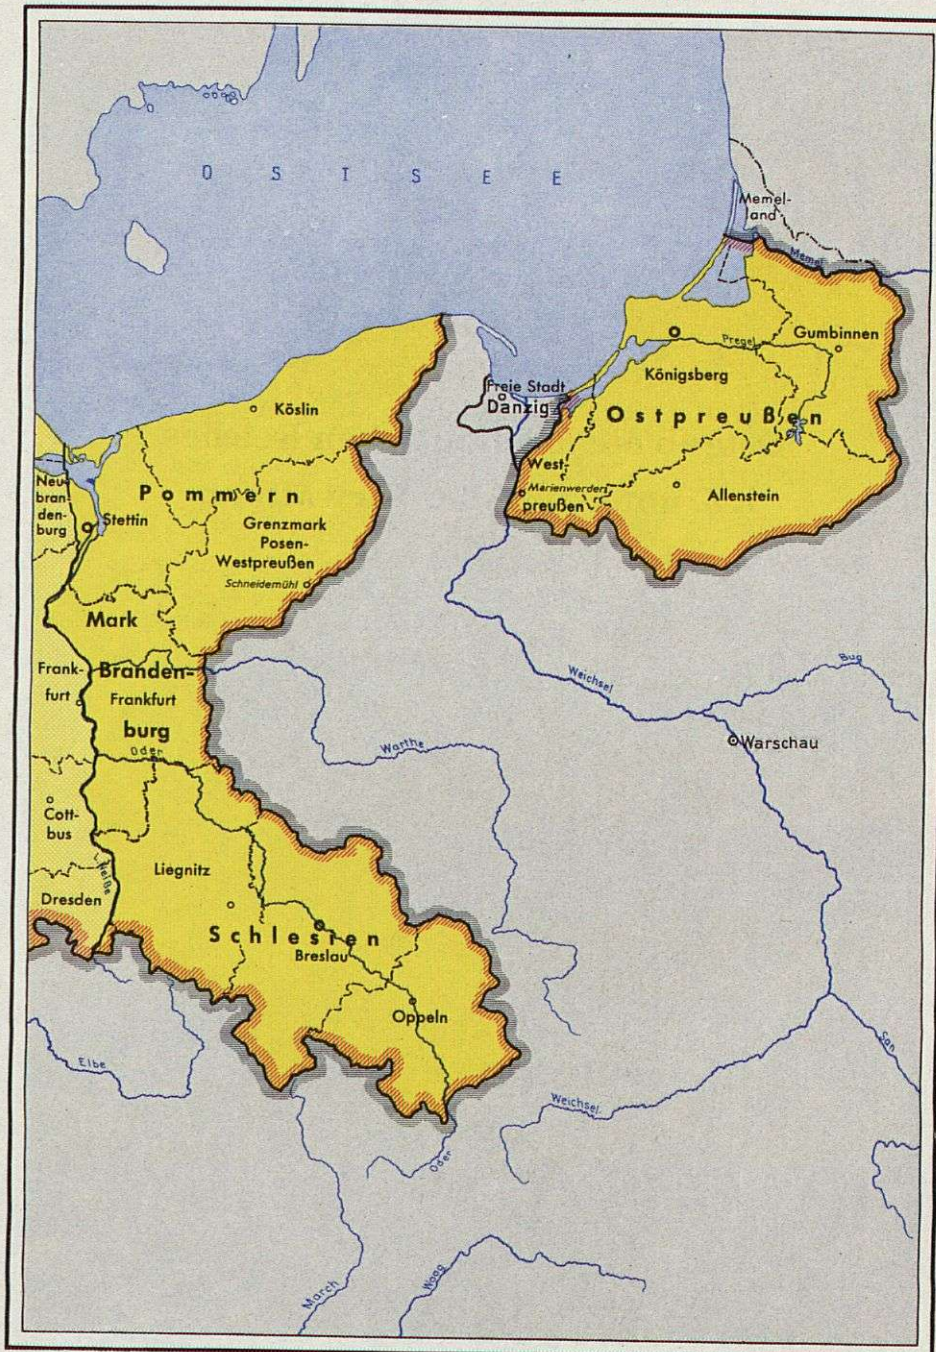 O S T S E E
Memel-
land
Memel
Gumbinnen
Pregel
Königsberg
Freie Stadt
Danzig
Ostpreußen
Köslin
West-
Marienwerder
preußen
Allenstein
Neu-
bran-
den-
burg
Pommern
Stettin
Grenzmark
Posen-
Westpreußen
Schneidemühl
Mark
Branden-
burg
Frank-
furt
Frankfurt
Oder
Weichsel
Bug
Warschau
Warthe
Cott-
bus
Neiße
Dresden
Liegnitz
Schlesien
Breslau
Oppeln
Elbe
San
Weichsel
Oder
March
Waag